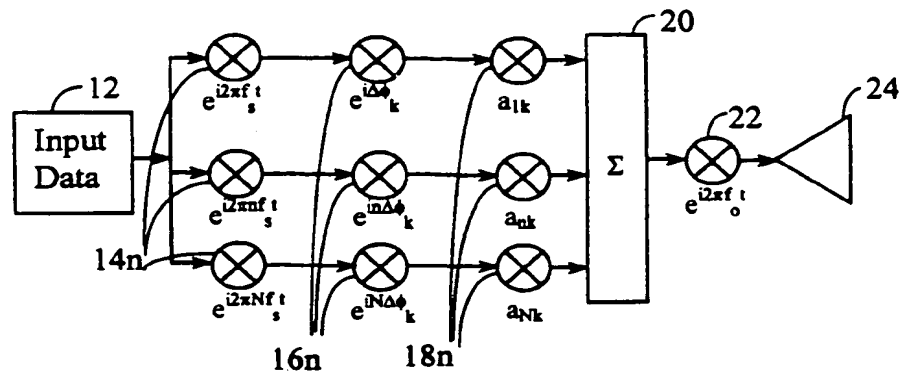 20
12
22
24
Input
Data
e^{i2πf_s t}
e^{iΔϕ_k}
a_{1k}
Σ
e^{i2πnf_s t}
e^{inΔϕ_k}
a_{nk}
e^{i2πf_o t}
14n
e^{i2πNf_s t}
e^{iNΔϕ_k}
a_{Nk}
16n
18n